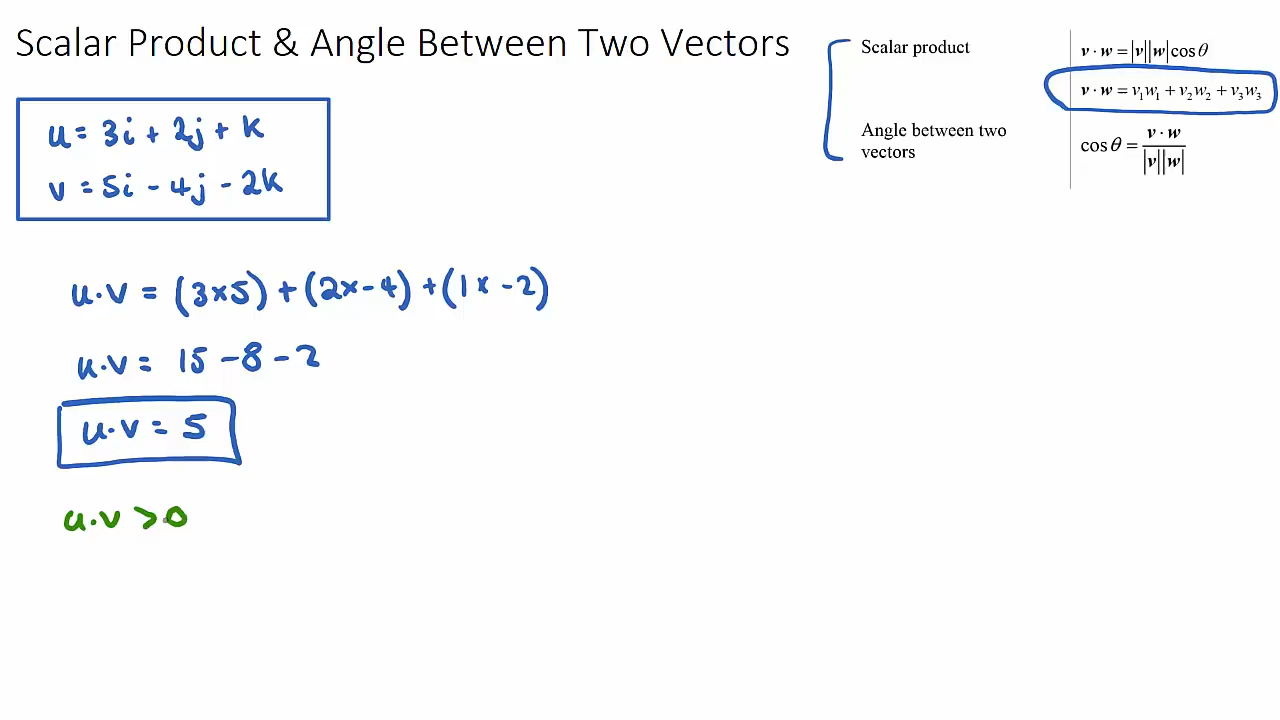 Scalar Product & Angle Between Two Vectors
Scalar product
v · w = |v||w| cos θ
v · w = v₁w₁ + v₂w₂ + v₃w₃
Angle between two
vectors
cos θ = v · w / |v||w|
u = 3i + 2j + k
v = 5i - 4j - 2k
u·v = (3×5) + (2×-4) + (1× -2)
u·v = 15 - 8 - 2
u·v = 5
u·v > 0